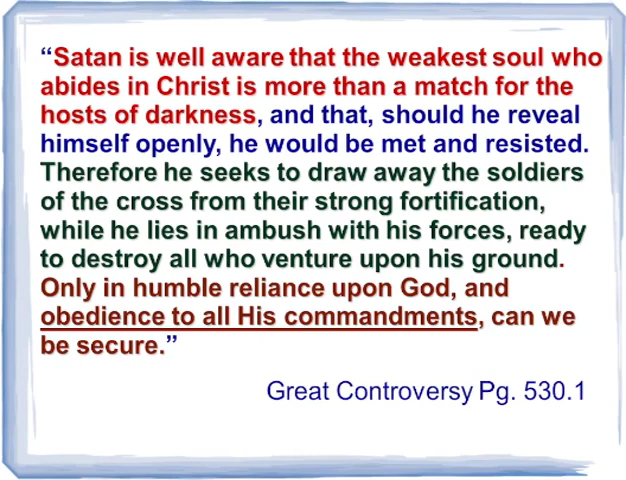 “Satan is well aware that the weakest soul who
abides in Christ is more than a match for the
hosts of darkness, and that, should he reveal
himself openly, he would be met and resisted.
Therefore he seeks to draw away the soldiers
of the cross from their strong fortification,
while he lies in ambush with his forces, ready
to destroy all who venture upon his ground.
Only in humble reliance upon God, and
obedience to all His commandments, can we
be secure.”
Great Controversy Pg. 530.1